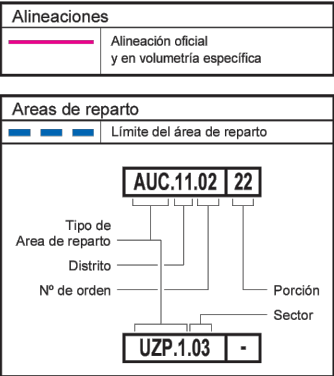 Alineaciones
Alineación oficial
y en volumetría específica
Areas de reparto
Límite del área de reparto
AUC.11.02 22
Tipo de
Area de reparto
Distrito
Nº de orden
Porción
Sector
UZP.1.03 -